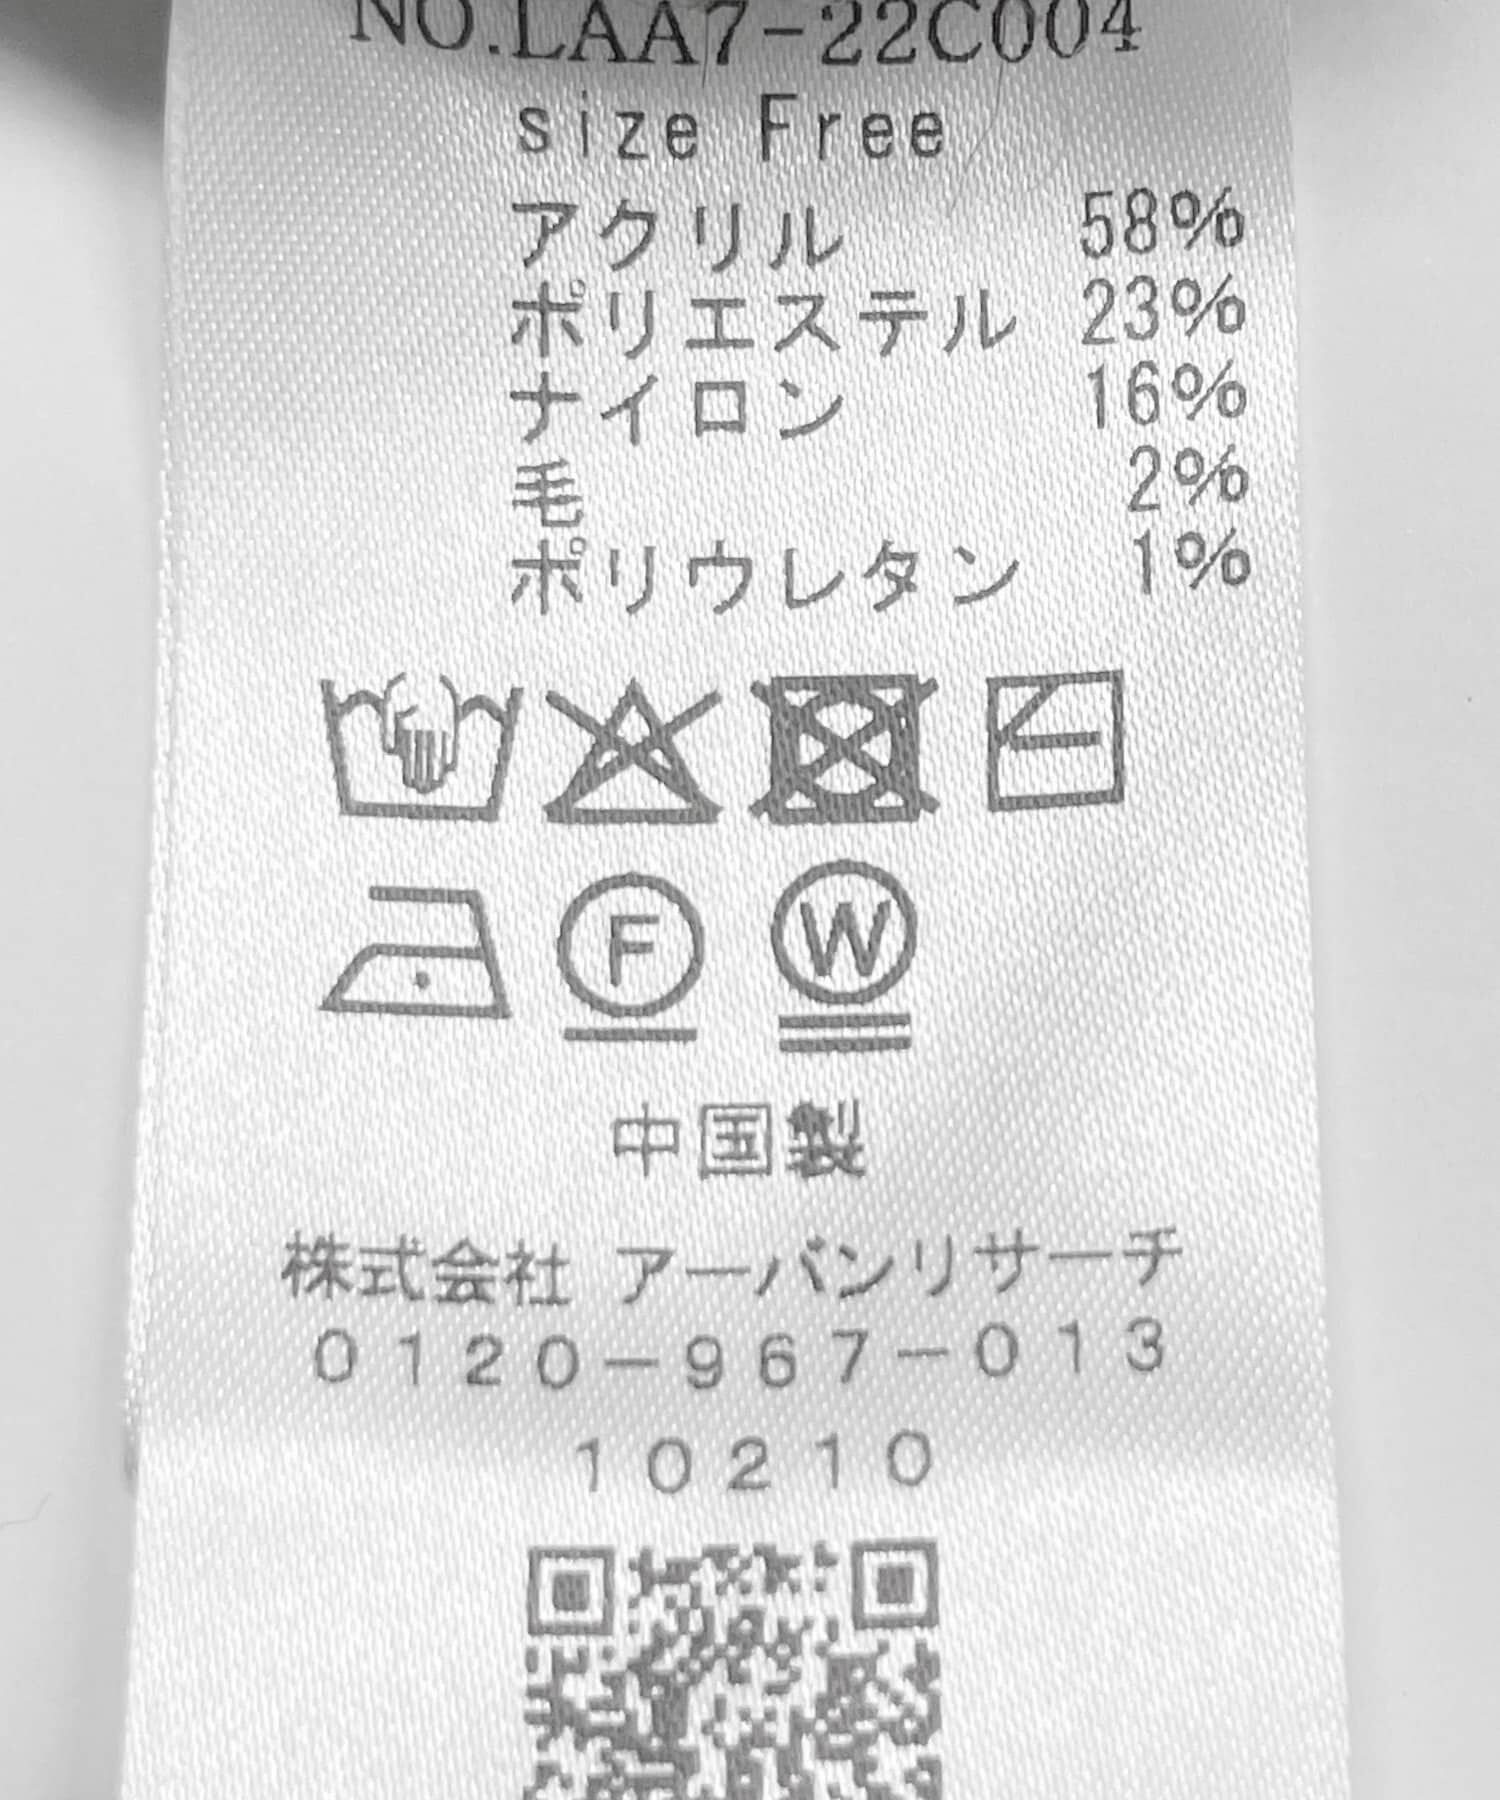 NO.LAA7-22C004
size Free
アクリル 58%
ポリエステル 23%
ナイロン 16%
毛 2%
ポリウレタン 1%
F W
中国製
株式会社 アーバンリサーチ
0120-967-013
10210